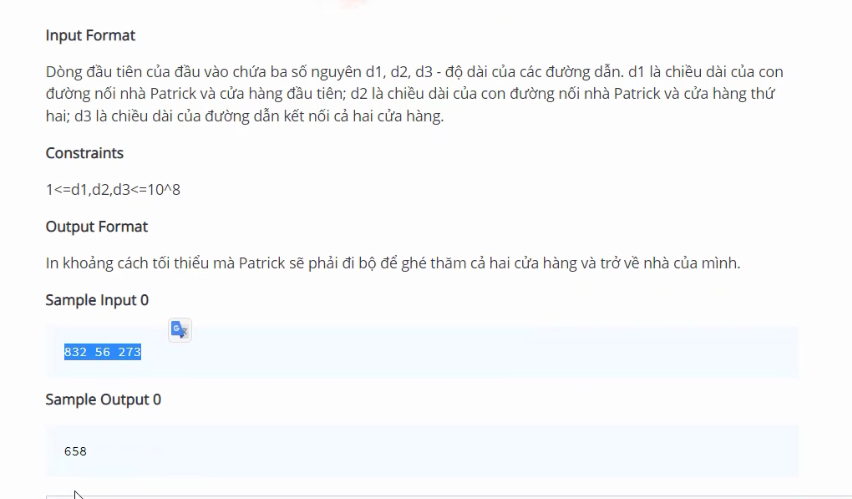 Input Format
Dòng đầu tiên của đầu vào chứa ba số nguyên d1, d2, d3 - độ dài của các đường dẫn. d1 là chiều dài của con
đường nối nhà Patrick và cửa hàng đầu tiên; d2 là chiều dài của con đường nối nhà Patrick và cửa hàng thứ
hai; d3 là chiều dài của đường dẫn kết nối cả hai cửa hàng.
Constraints
1<=d1,d2,d3<=10^8
Output Format
In khoảng cách tối thiểu mà Patrick sẽ phải đi bộ để ghé thăm cả hai cửa hàng và trở về nhà của mình.
Sample Input 0
832 56 273
Sample Output 0
658